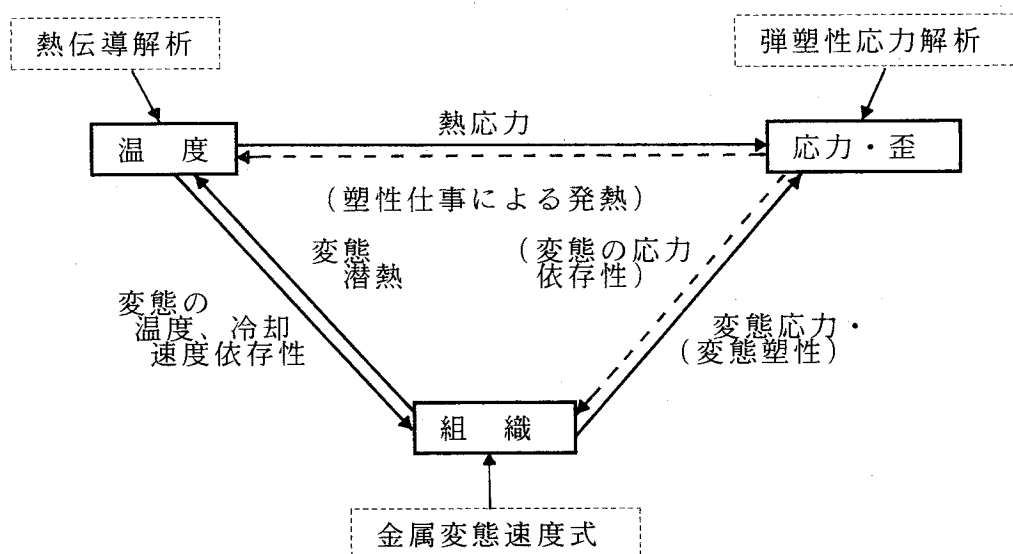 熱伝導解析
弾塑性応力解析
温 度
熱応力
応力・歪
(塑性仕事による発熱)
変態
潜熱
(変態の応力
依存性)
変態の
温度、冷却
速度依存性
変態応力・
(変態塑性)
組 織
金属変態速度式